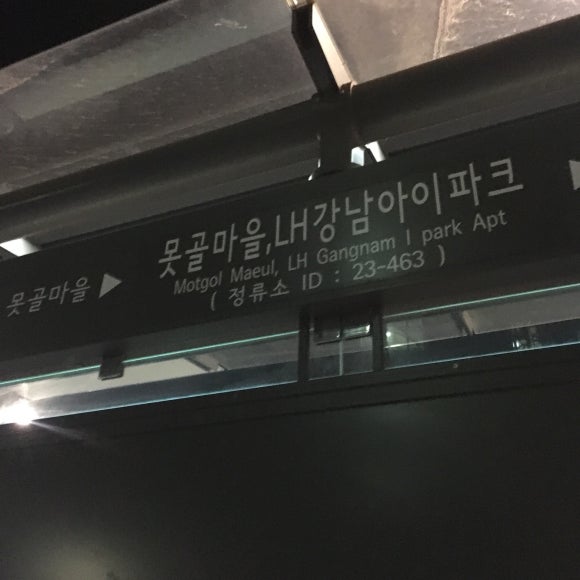 못골마을 ▶
못골마을,LH강남아이파크
Motgol Maeul, LH Gangnam I park Apt
( 정류소 ID : 23-463 )